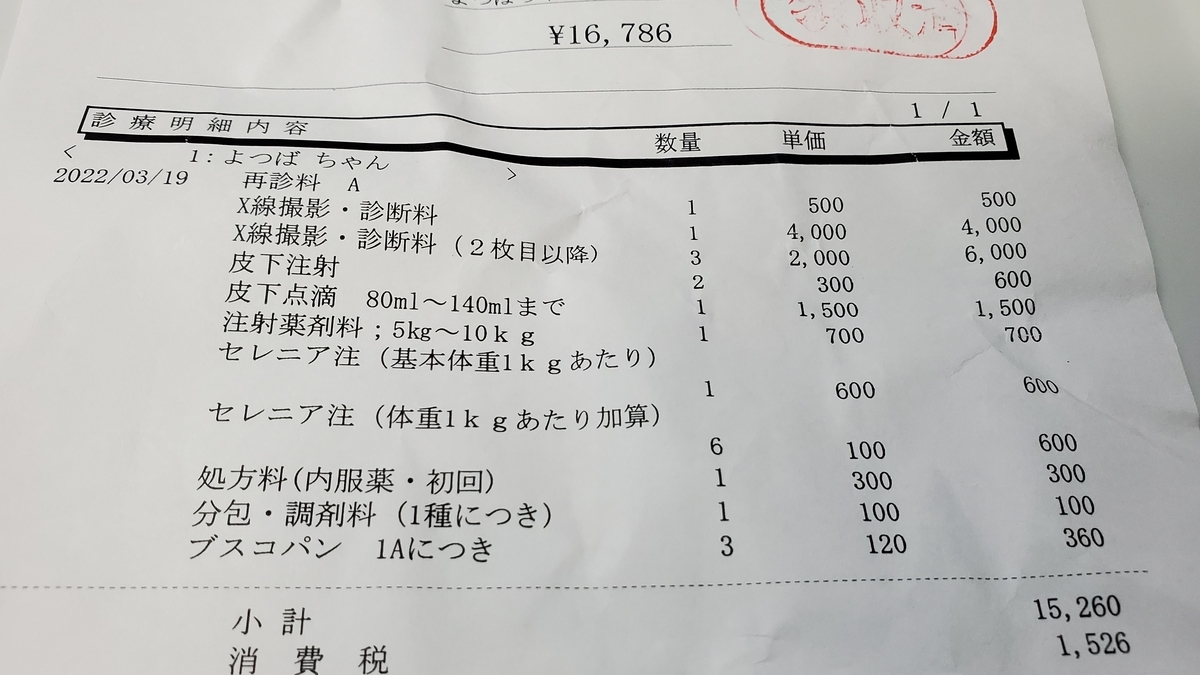 ¥16,786
1 / 1
診療明細内容 数量 単価 金額
< 1:よつば ちゃん >
2022/03/19 再診料 A 1 500 500
X線撮影・診断料 1 4,000 4,000
X線撮影・診断料(2枚目以降) 3 2,000 6,000
皮下注射 2 300 600
皮下点滴 80ml～140mlまで 1 1,500 1,500
注射薬剤料;5kg～10kg 1 700 700
セレニア注(基本体重1kgあたり)
1 600 600
セレニア注(体重1kgあたり加算)
6 100 600
処方料(内服薬・初回) 1 300 300
分包・調剤料(1種につき) 1 100 100
ブスコパン 1Aにつき 3 120 360
小計 15,260
消費税 1,526